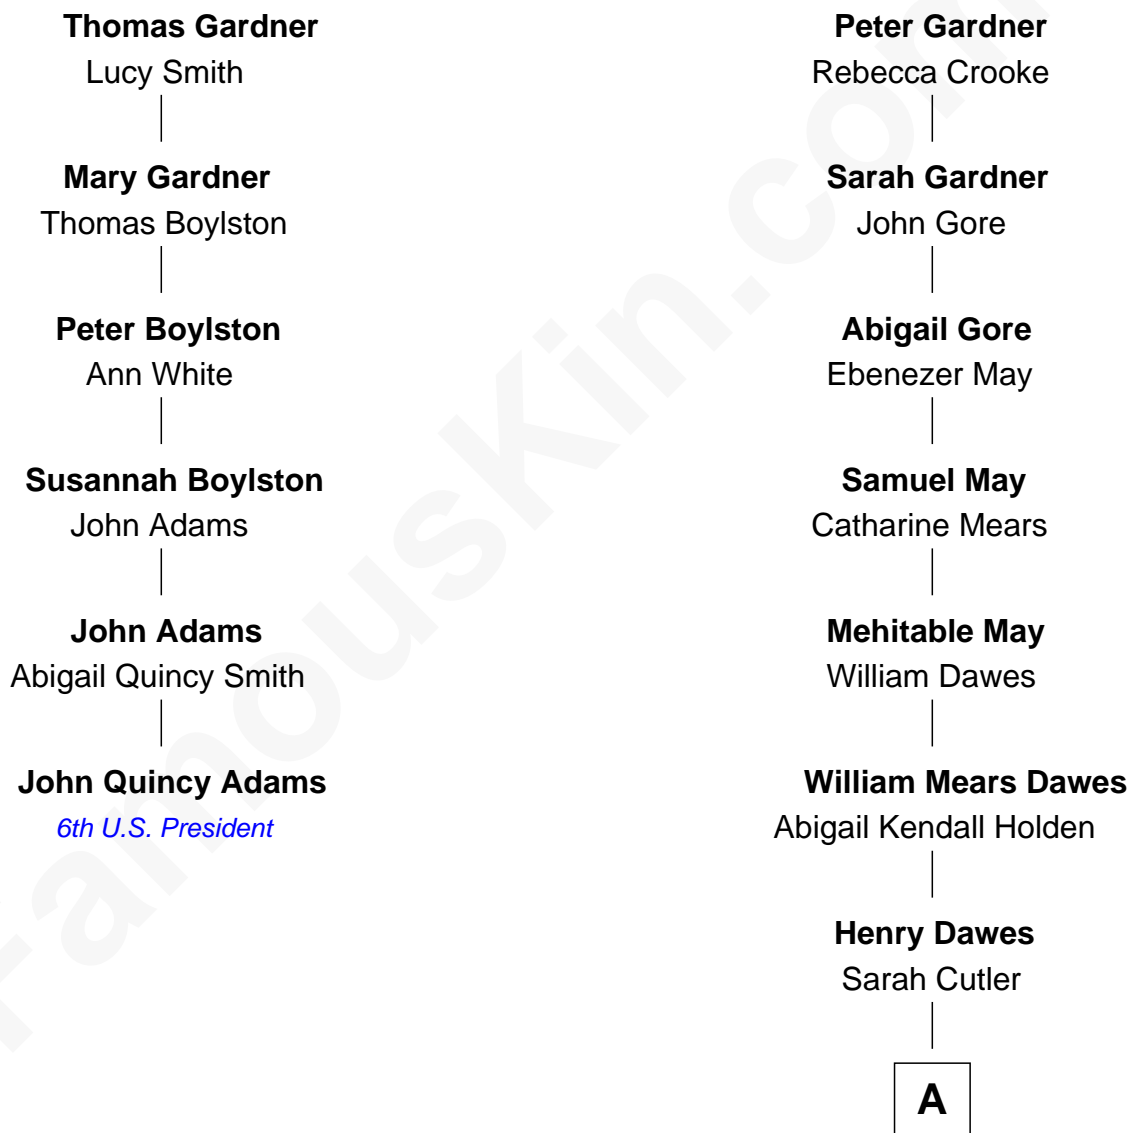 Thomas Gardner
Lucy Smith
Mary Gardner
Thomas Boylston
Peter Boylston
Ann White
Susannah Boylston
John Adams
John Adams
Abigail Quincy Smith
John Quincy Adams
6th U.S. President
Peter Gardner
Rebecca Crooke
Sarah Gardner
John Gore
Abigail Gore
Ebenezer May
Samuel May
Catharine Mears
Mehitable May
William Dawes
William Mears Dawes
Abigail Kendall Holden
Henry Dawes
Sarah Cutler
A
FamousKin.com